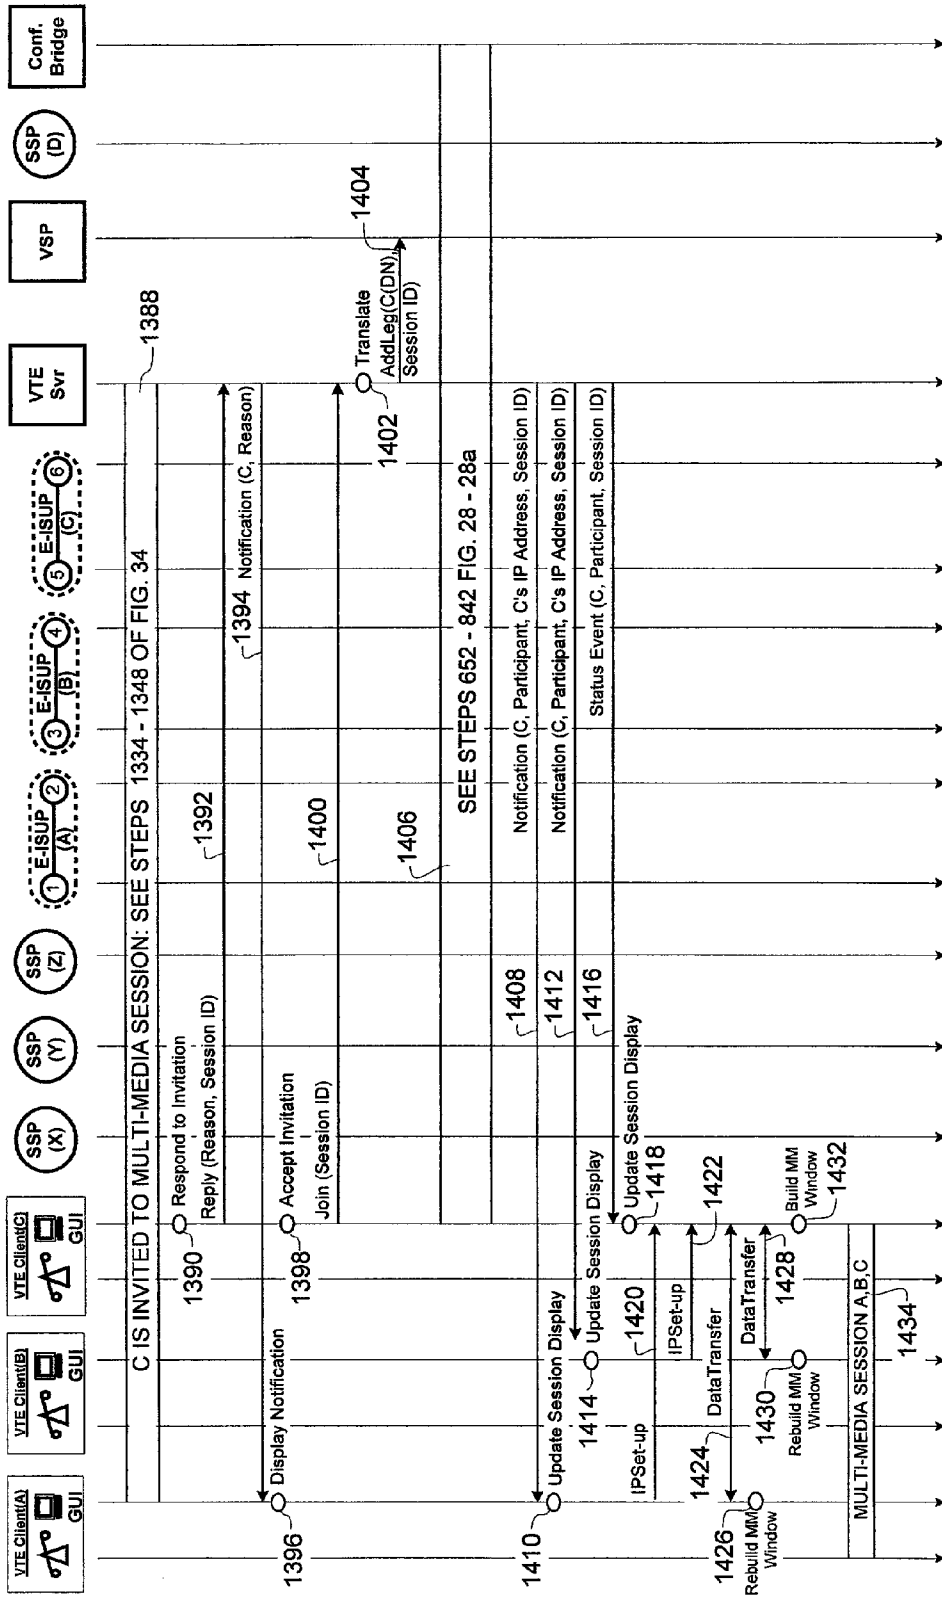 VTE Client(A)
GUI
VTE Client(B)
GUI
VTE Client(C)
GUI
SSP
(X)
SSP
(Y)
SSP
(Z)
1
E-ISUP
(A)
2
3
E-ISUP
(B)
4
5
E-ISUP
(C)
6
VTE
Svr
VSP
SSP
(D)
Conf.
Bridge
C IS INVITED TO MULTI-MEDIA SESSION: SEE STEPS 1334 - 1348 OF FIG. 34
1388
1390
Respond to Invitation
Reply (Reason, Session ID)
1392
1394
Notification (C, Reason)
1396
Display Notification
1398
Accept Invitation
Join (Session ID)
1400
1402
Translate
AddLeg(C(DN),
Session ID)
1404
1406
SEE STEPS 652 - 842 FIG. 28 - 28a
1408
Notification (C, Participant, C's IP Address, Session ID)
1410
Update Session Display
1412
Notification (C, Participant, C's IP Address, Session ID)
1414
Update Session Display
1416
Status Event (C, Participant, Session ID)
1418
Update Session Display
IPSet-up
1420
IPSet-up
1422
1424
DataTransfer
1426
Rebuild MM
Window
DataTransfer
1428
1430
Rebuild MM
Window
Build MM
Window
1432
MULTI-MEDIA SESSION A,B,C
1434